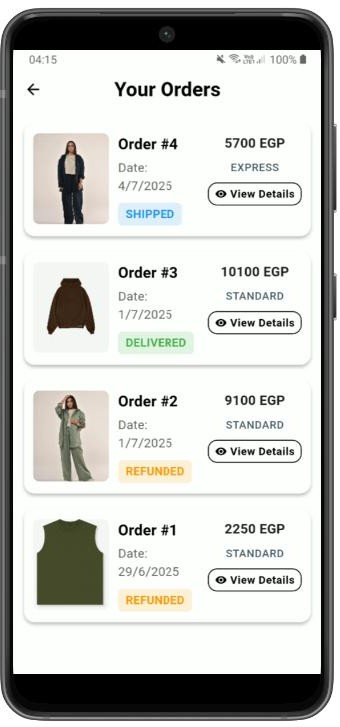 04:15
100%
Your Orders
Order #4
5700 EGP
Date:
4/7/2025
EXPRESS
View Details
SHIPPED
Order #3
10100 EGP
Date:
1/7/2025
STANDARD
View Details
DELIVERED
Order #2
9100 EGP
Date:
1/7/2025
STANDARD
View Details
REFUNDED
Order #1
2250 EGP
Date:
29/6/2025
STANDARD
View Details
REFUNDED